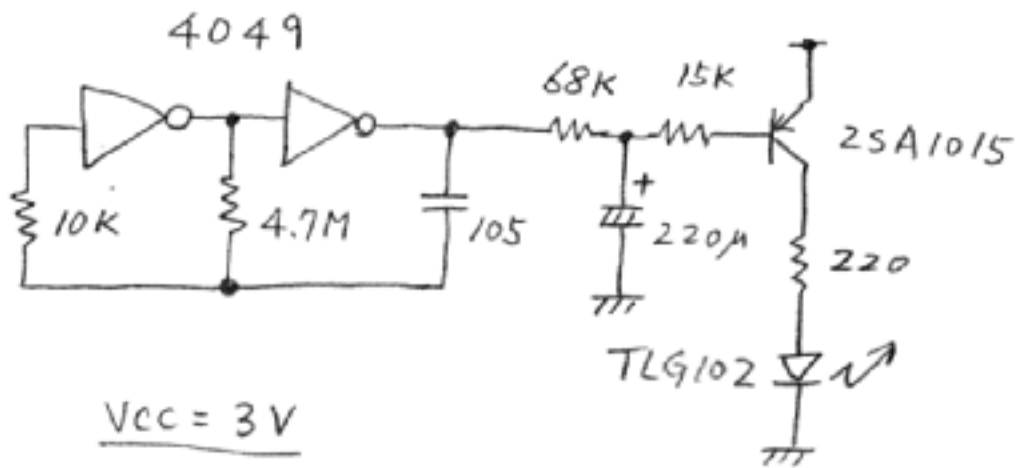 4049
68K
15K
2SA1015
10K
4.7M
105
+
220μ
220
TLG102
VCC = 3V